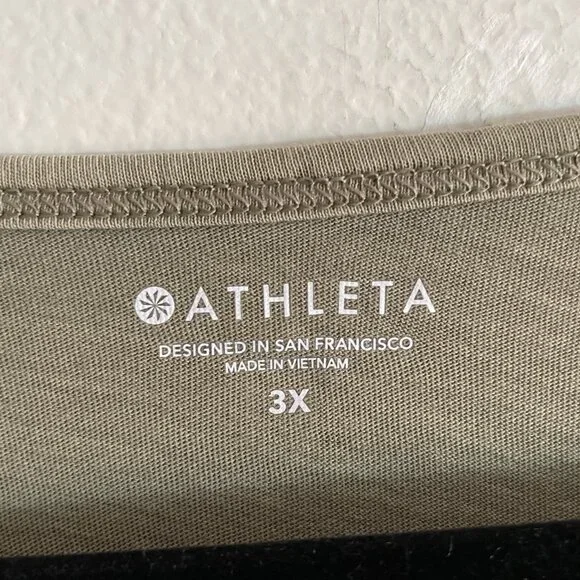 ATHLETA
DESIGNED IN SAN FRANCISCO
MADE IN VIETNAM
3X